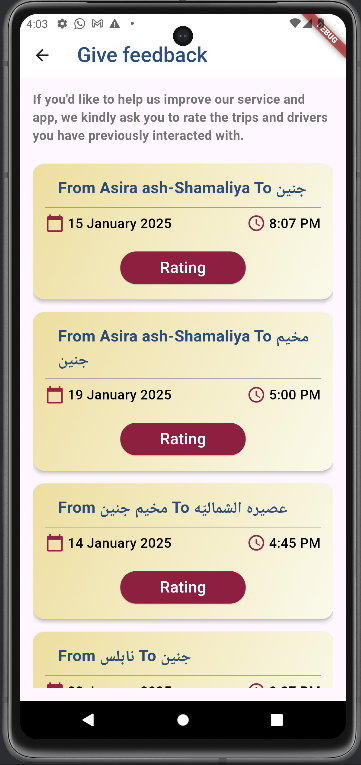 4:03
DEBUG
Give feedback
If you'd like to help us improve our service and
app, we kindly ask you to rate the trips and drivers
you have previously interacted with.
From Asira ash-Shamaliya To جنين
15 January 2025 8:07 PM
Rating
From Asira ash-Shamaliya To مخيم
جنين
19 January 2025 5:00 PM
Rating
From مخيم جنين To عصيره الشماليّه
14 January 2025 4:45 PM
Rating
From نابلس To جنين